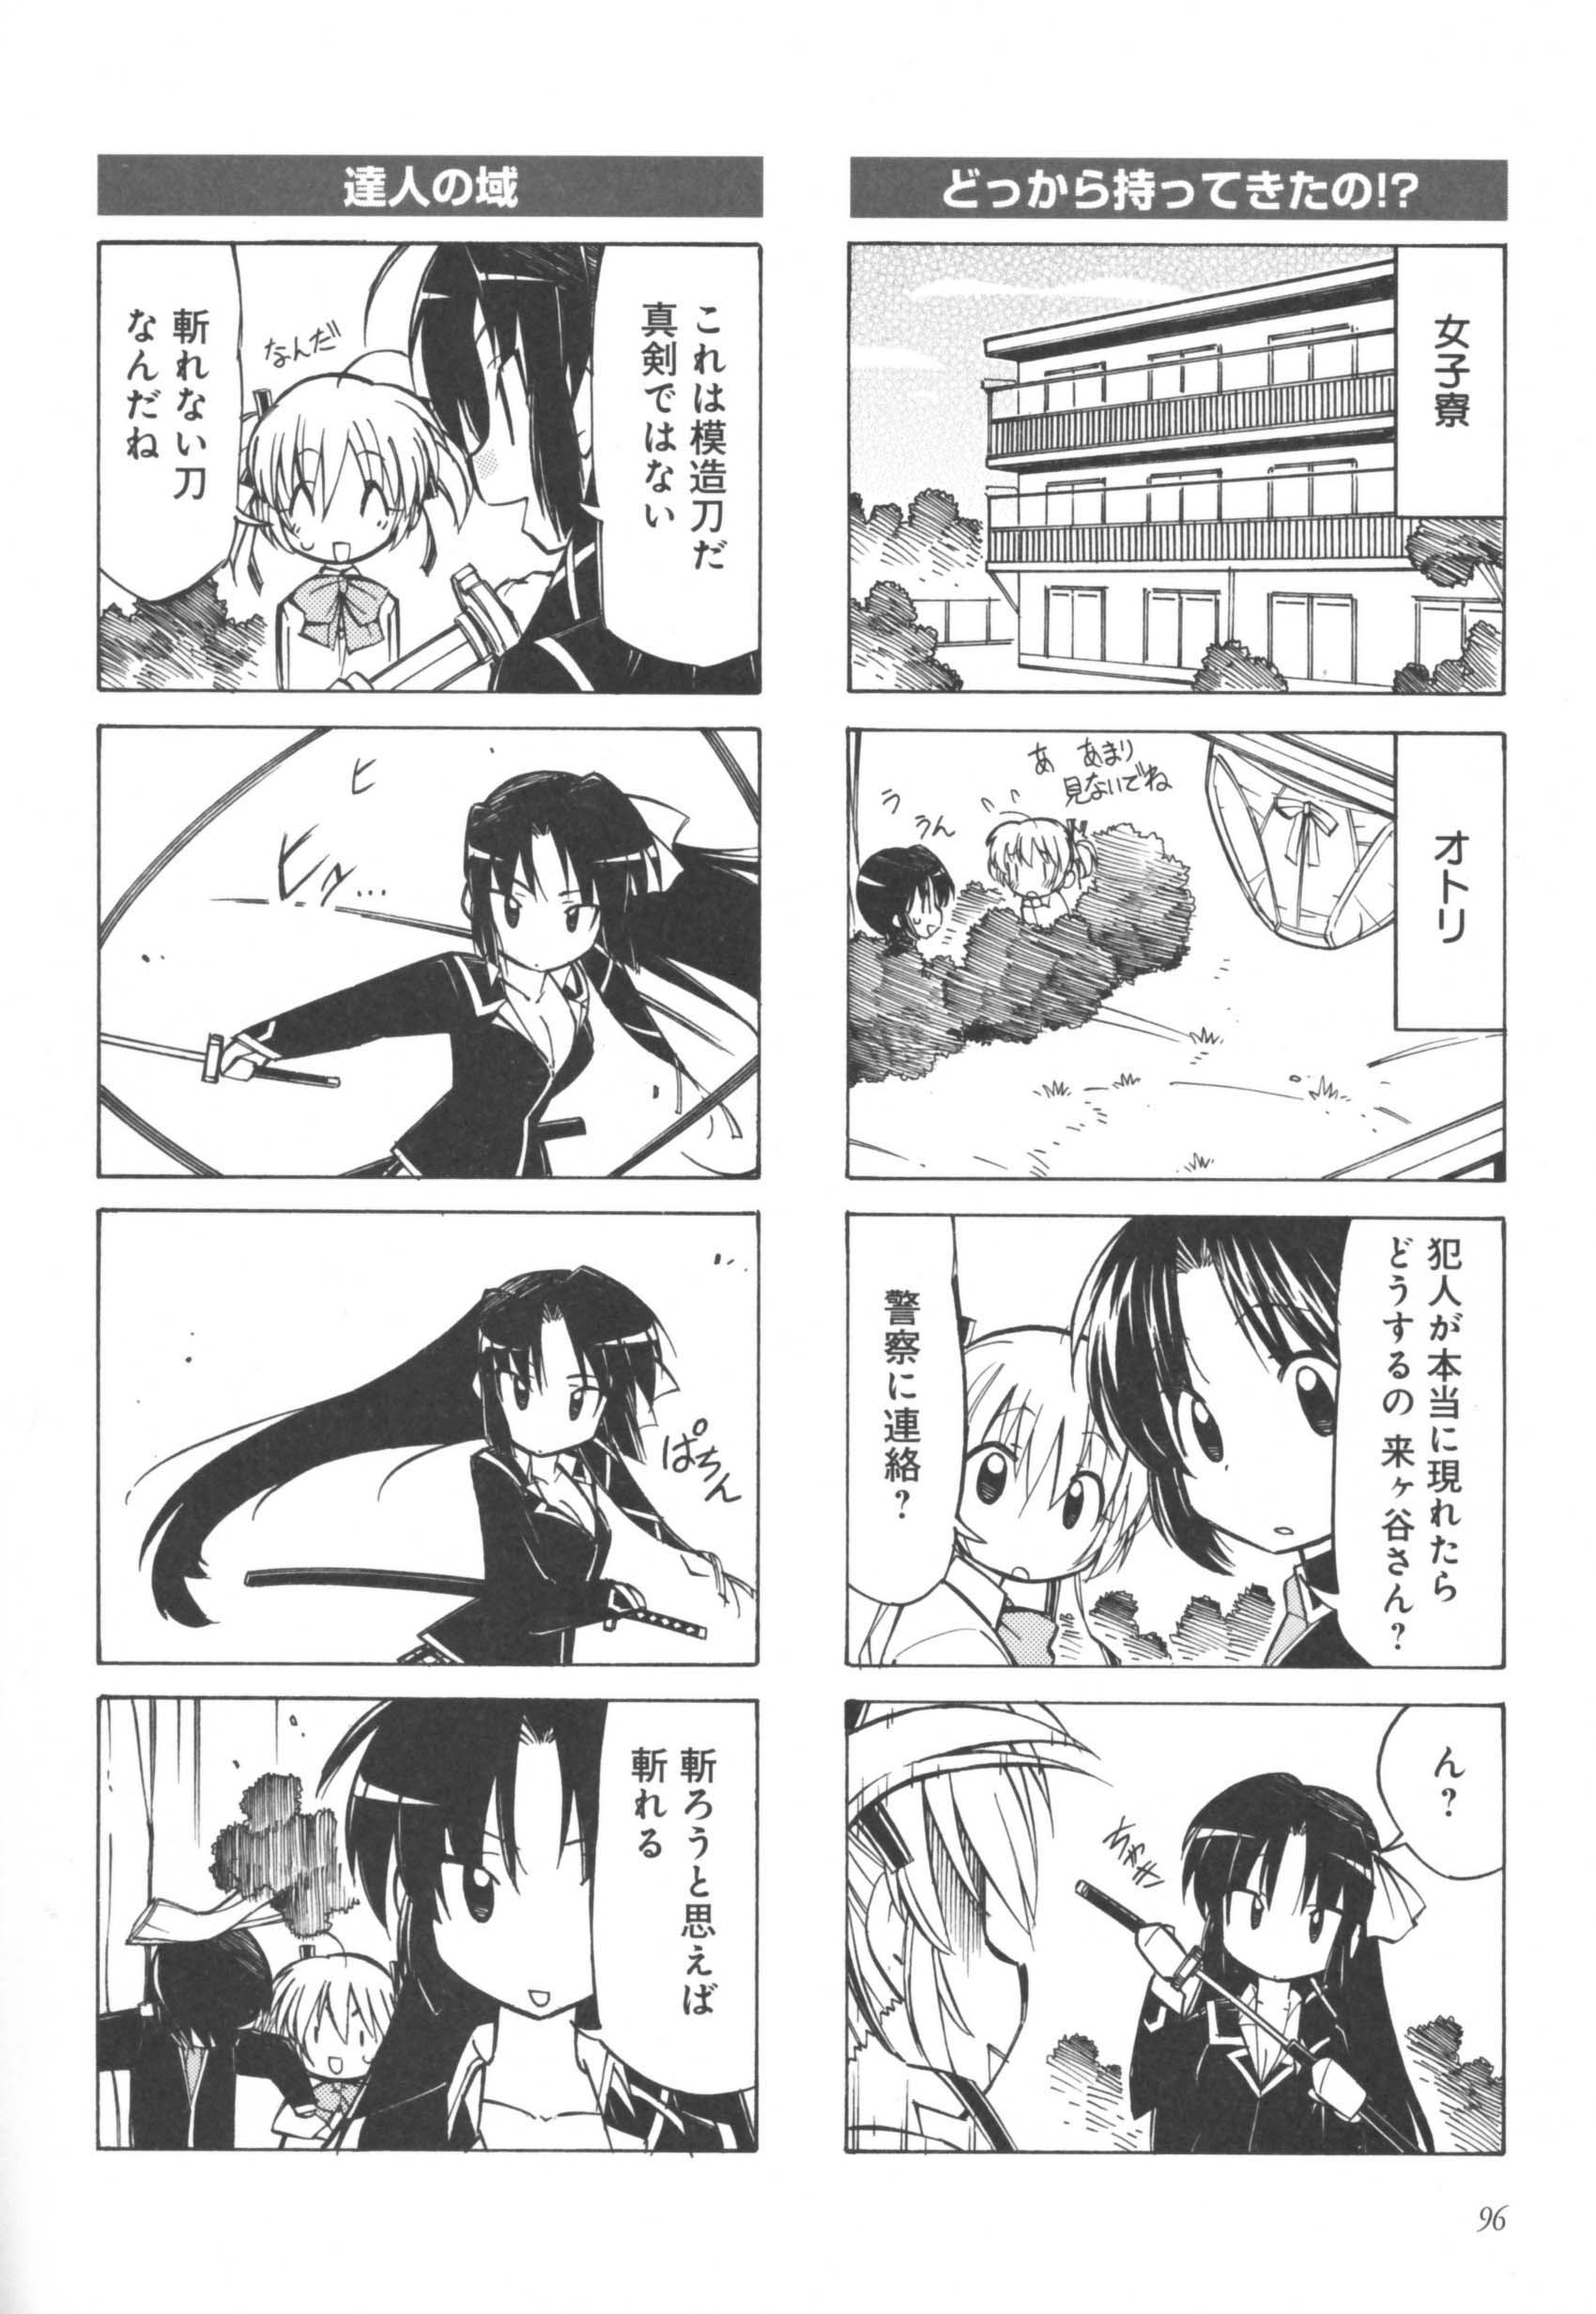 どっから持ってきたの!?
女子寮
オトリ
あ あまり
見ないでね
う
うん
犯人が本当に現れたら
どうするの 来ヶ谷さん?
警察に連絡?
ん?
ちゃき
達人の域
これは模造刀だ
真剣ではない
なんだ
斬れない刀
なんだね
ヒ
ヒュ…
ぱちん
斬ろうと思えば
斬れる
96